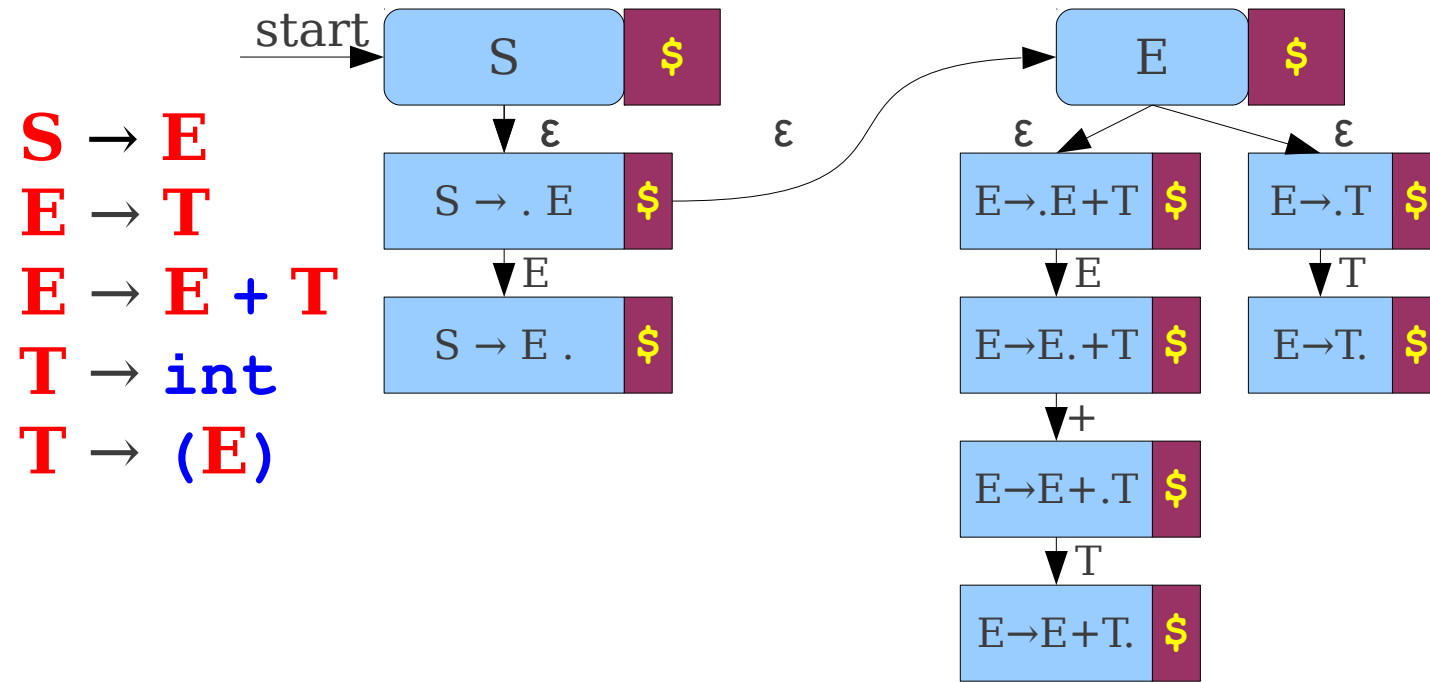 start
S $
E $
S → E
ε
ε
ε
ε
E → T
S → . E $
E→.E+T $
E→.T $
E → E + T
E
E
T
S → E . $
E→E.+T $
E→T. $
T → int
+
T → (E)
E→E+.T $
T
E→E+T. $